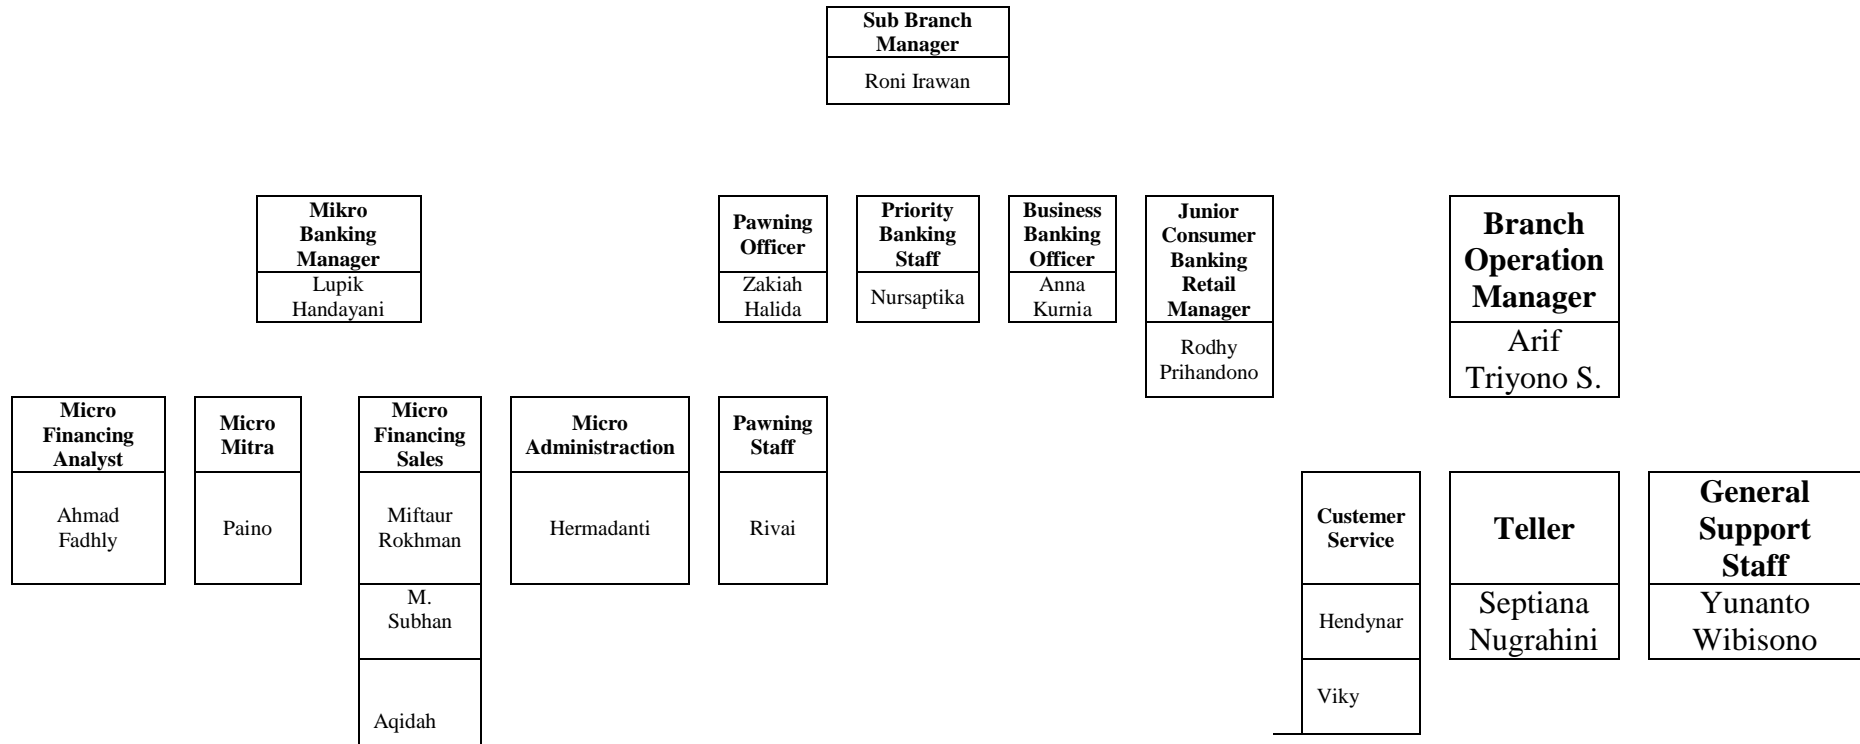 Sub Branch
Manager
Roni Irawan
Mikro
Banking
Manager
Lupik
Handayani
Pawning
Officer
Zakiah
Halida
Priority
Banking
Staff
Nursaptika
Business
Banking
Officer
Anna
Kurnia
Junior
Consumer
Banking
Retail
Manager
Rodhy
Prihandono
Branch
Operation
Manager
Arif
Triyono S.
Micro
Financing
Analyst
Ahmad
Fadhly
Micro
Mitra
Paino
Micro
Financing
Sales
Miftaur
Rokhman
M.
Subhan
Aqidah
Micro
Administraction
Hermadanti
Pawning
Staff
Rivai
Custemer
Service
Hendynar
Viky
Teller
Septiana
Nugrahini
General
Support
Staff
Yunanto
Wibisono